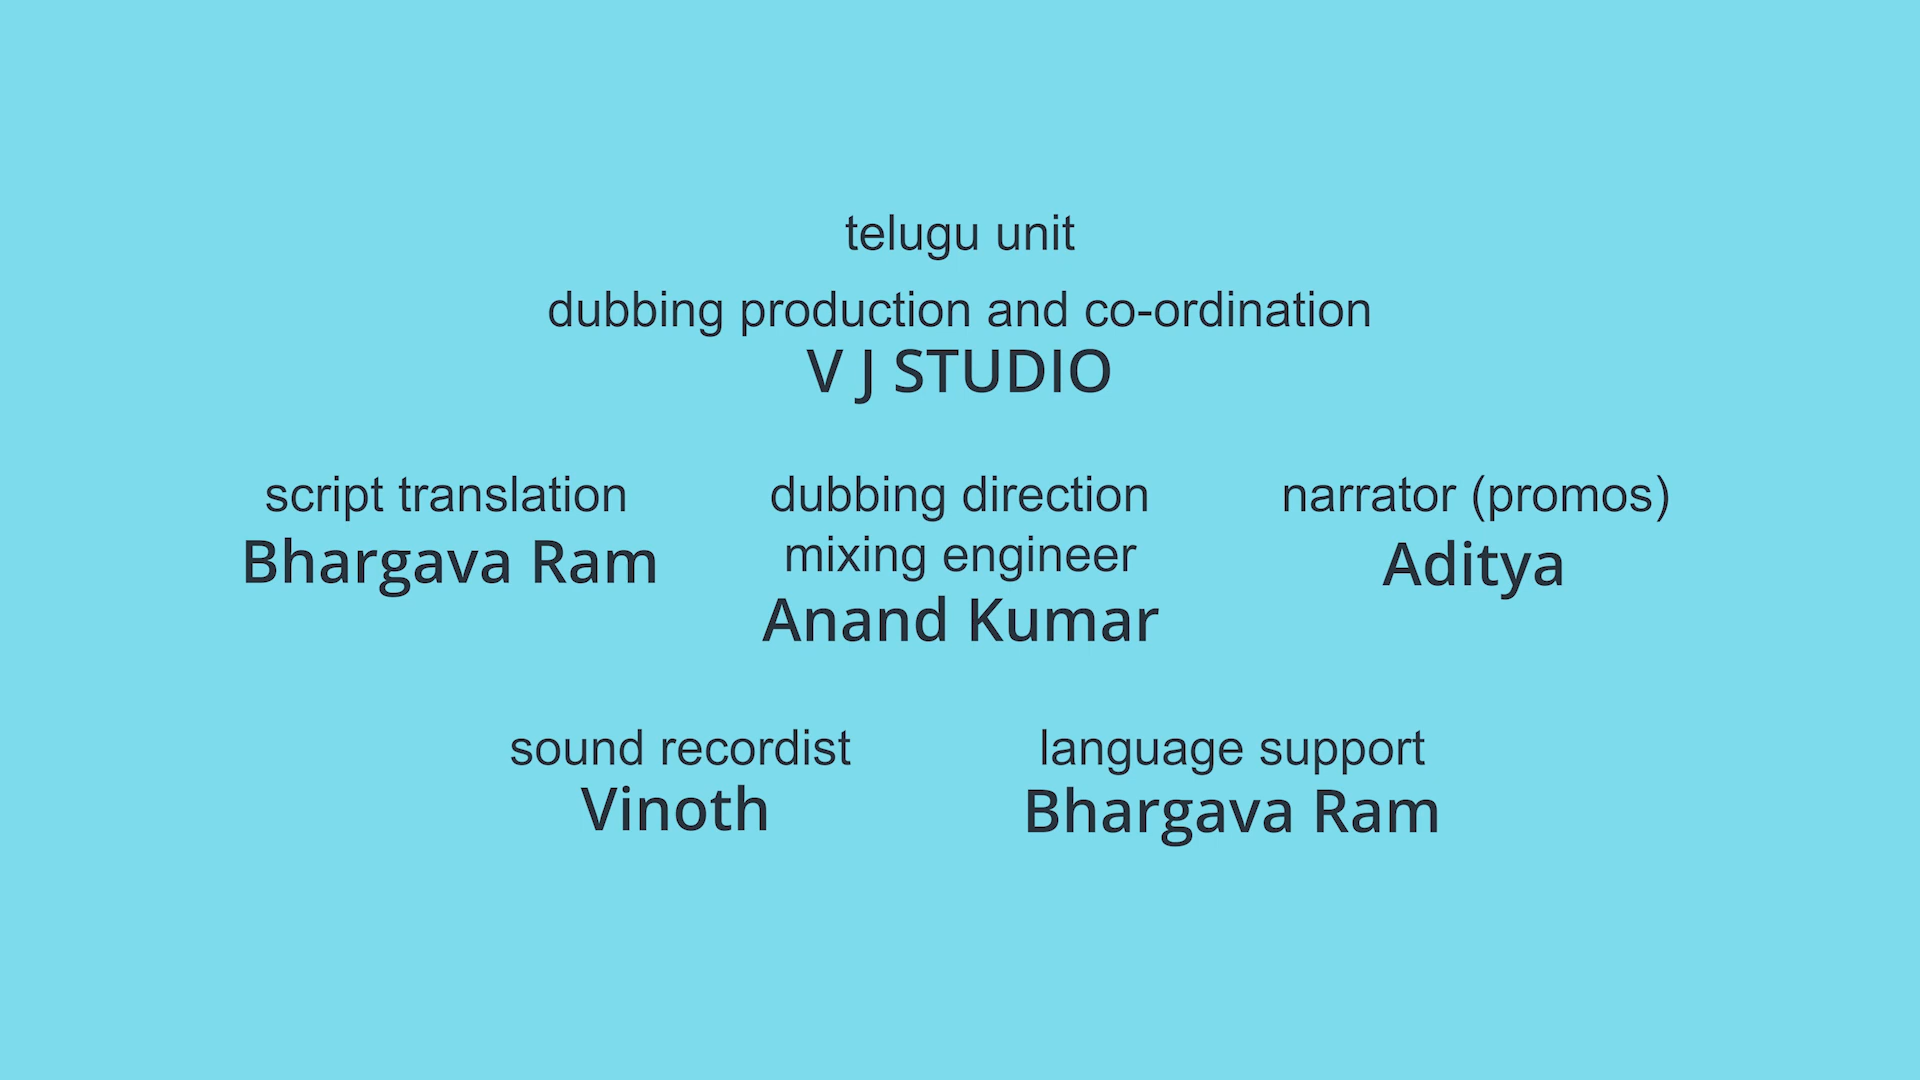 telugu unit
dubbing production and co-ordination
V J STUDIO
script translation
Bhargava Ram
dubbing direction
mixing engineer
Anand Kumar
narrator (promos)
Aditya
sound recordist
Vinoth
language support
Bhargava Ram